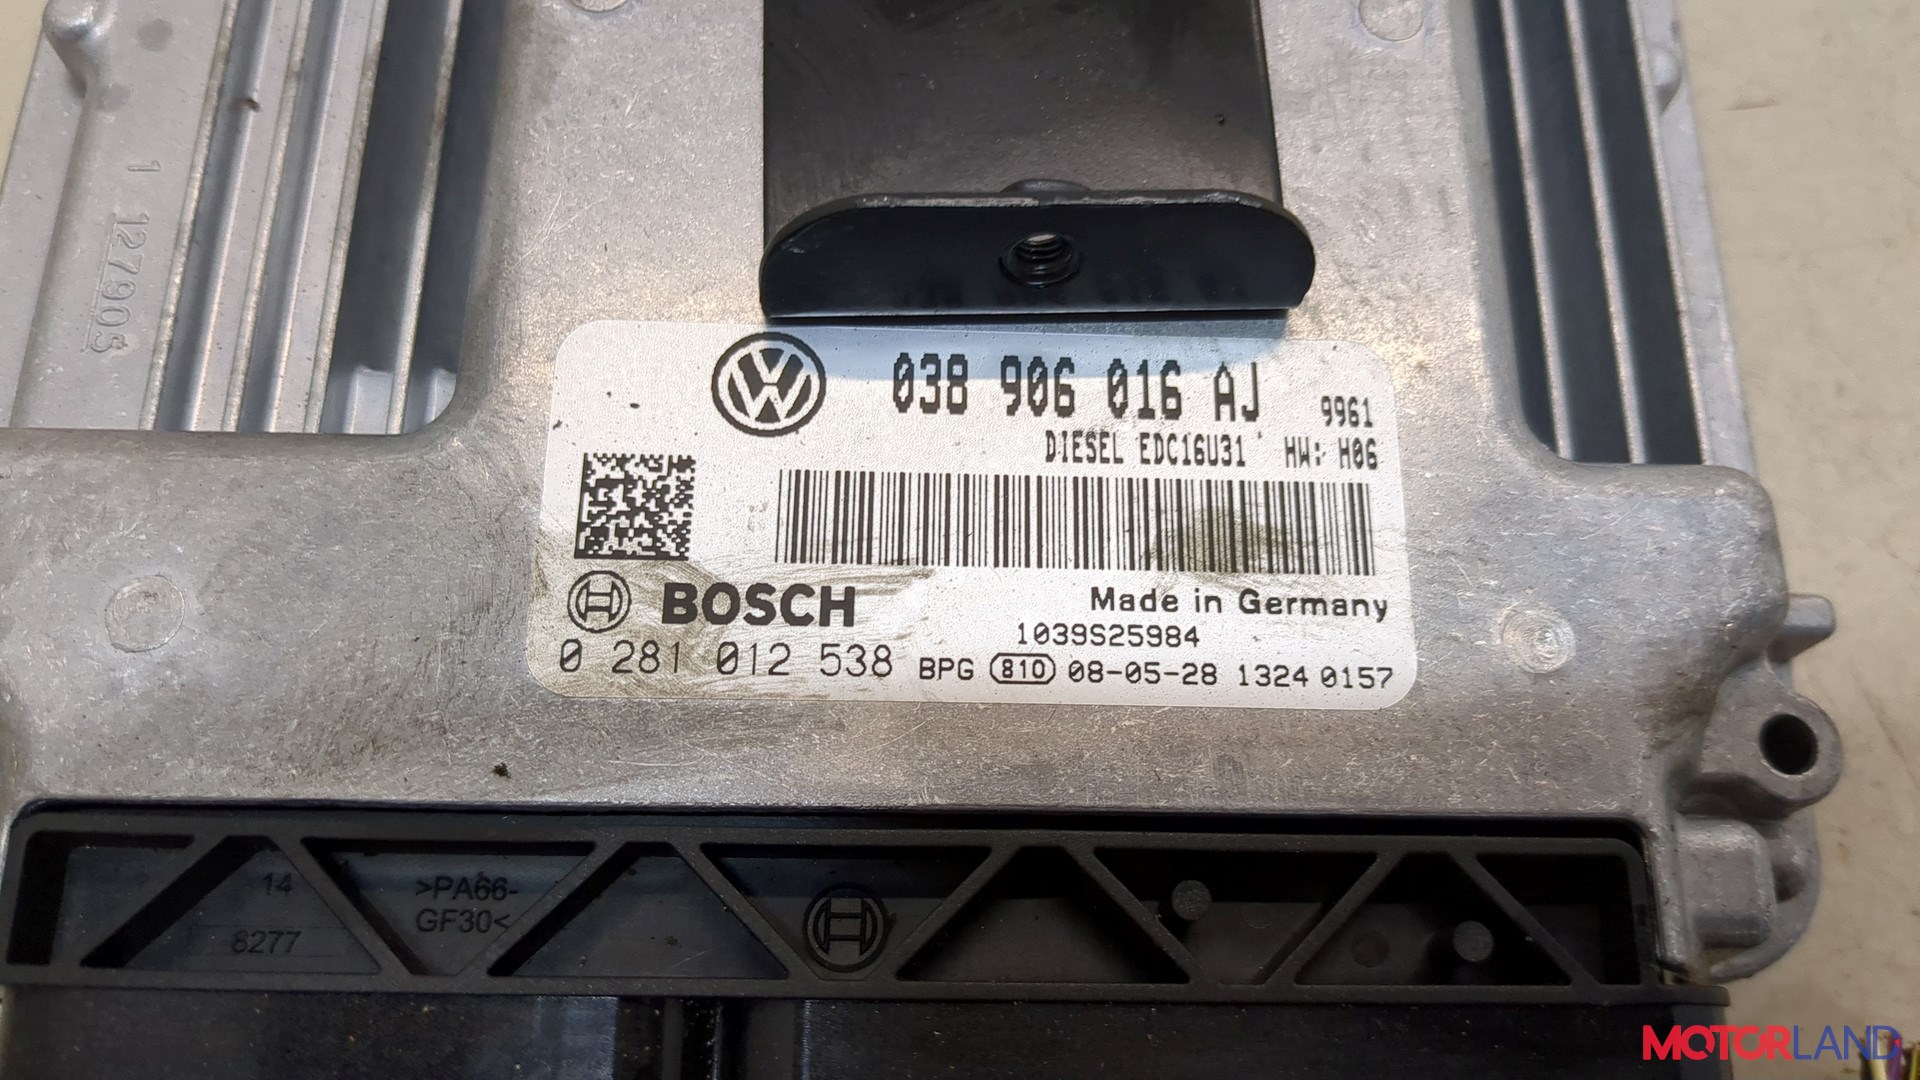 1 127903
038 906 016 AJ 9961
DIESEL EDC16U31 HW: H06
BOSCH
Made in Germany
1039S25984
0 281 012 538 BPG 810 08-05-28 1324 0157
14
8277
>PA66-
GF30<
MOTORLAND